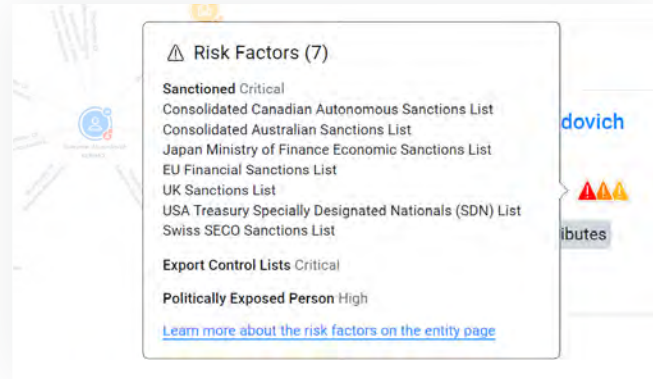 Risk Factors (7)
Sanctioned Critical
Consolidated Canadian Autonomous Sanctions List
Consolidated Australian Sanctions List
Japan Ministry of Finance Economic Sanctions List
EU Financial Sanctions List
UK Sanctions List
USA Treasury Specially Designated Nationals (SDN) List
Swiss SECO Sanctions List
Export Control Lists Critical
Politically Exposed Person High
Learn more about the risk factors on the entity page
dovich
ibutes